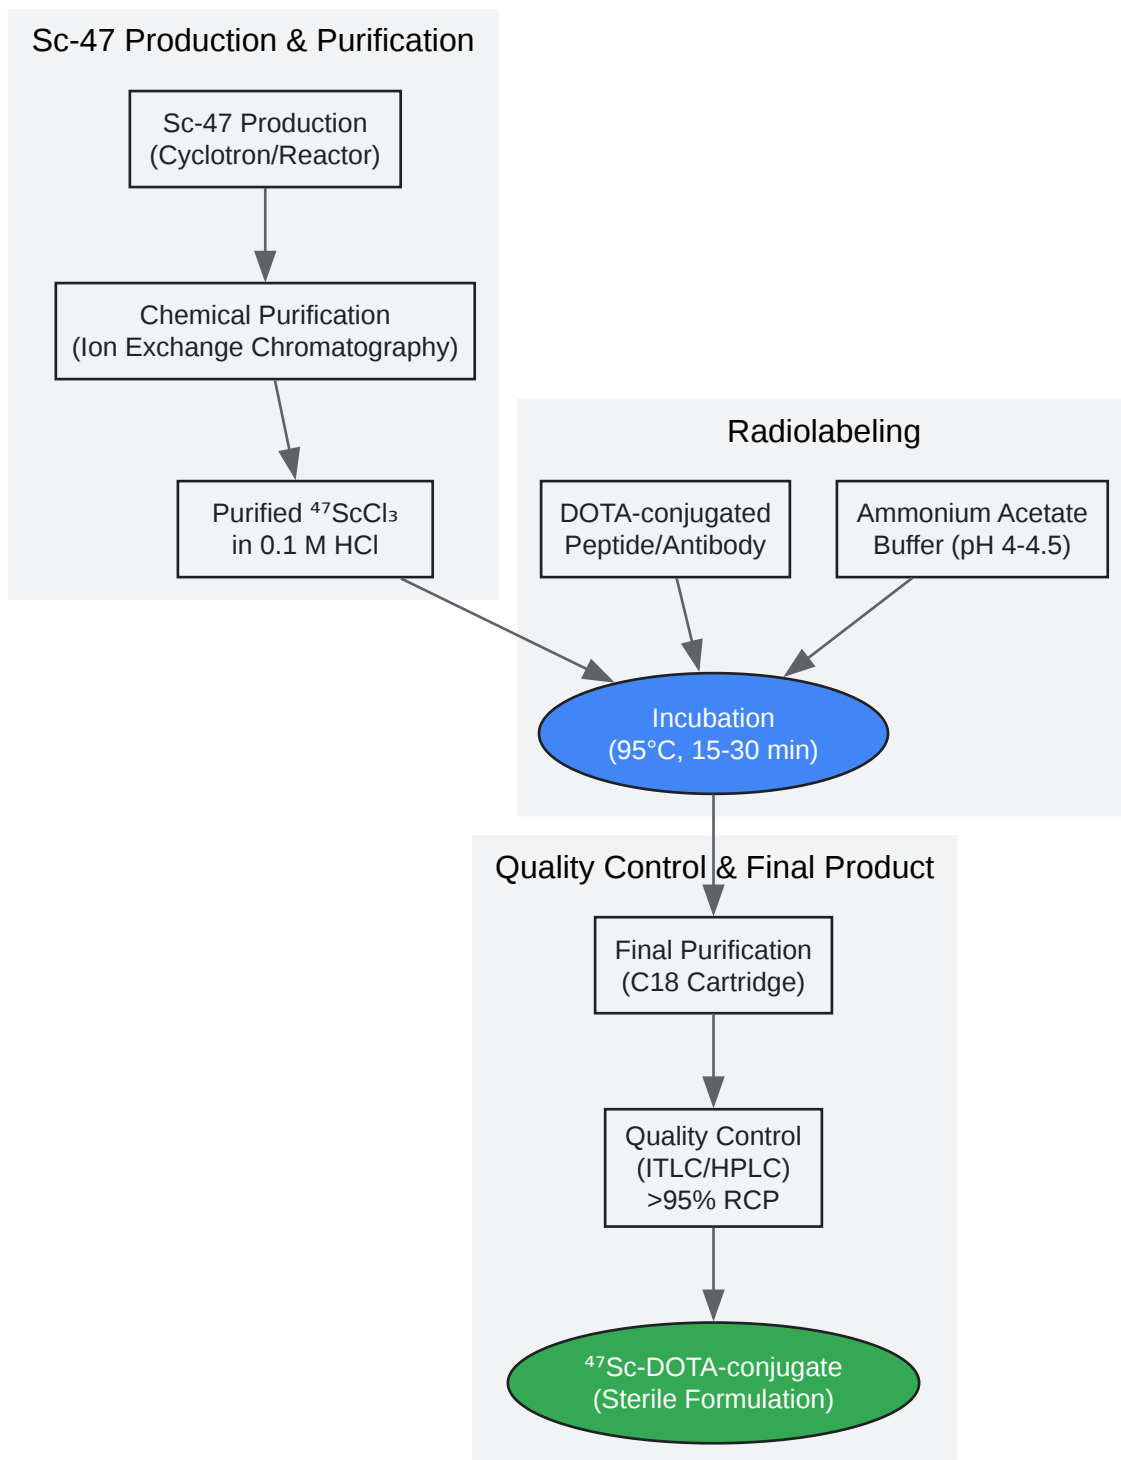 Sc-47 Production & Purification
Sc-47 Production
(Cyclotron/Reactor)
Chemical Purification
(Ion Exchange Chromatography)
Purified ⁴⁷ScCl₃
in 0.1 M HCl
Radiolabeling
DOTA-conjugated
Peptide/Antibody
Ammonium Acetate
Buffer (pH 4-4.5)
Incubation
(95°C, 15-30 min)
Quality Control & Final Product
Final Purification
(C18 Cartridge)
Quality Control
(ITLC/HPLC)
>95% RCP
⁴⁷Sc-DOTA-conjugate
(Sterile Formulation)